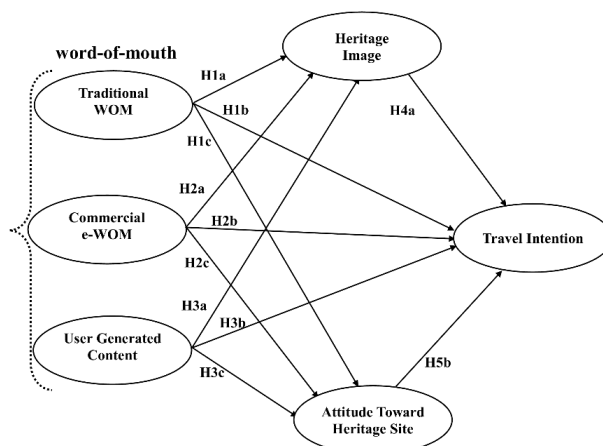 word-of-mouth
Heritage
Image
Traditional
WOM
H1a
H1b
H1c
H4a
H2a
Commercial
e-WOM
H2b
H2c
Travel Intention
H3a
User Generated
Content
H3b
H3c
H5b
Attitude Toward
Heritage Site